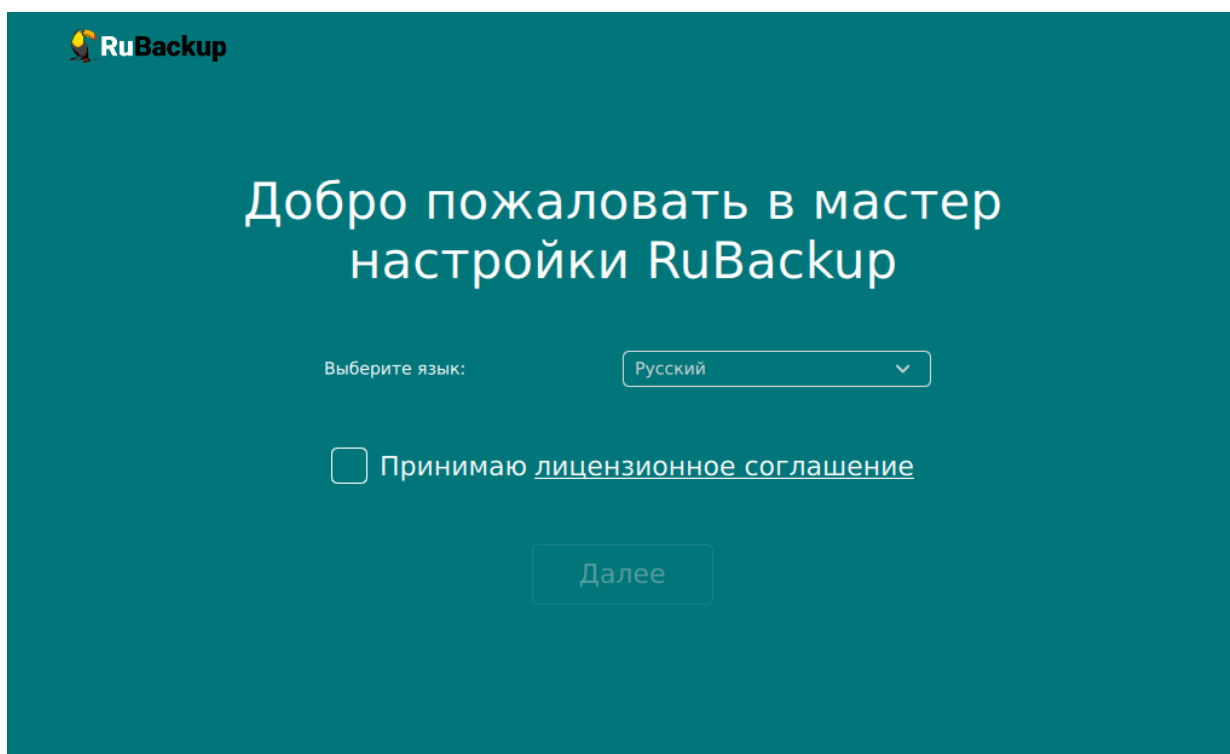 RuBackup
Добро пожаловать в мастер
настройки RuBackup
Выберите язык: Русский
Принимаю лицензионное соглашение
Далее